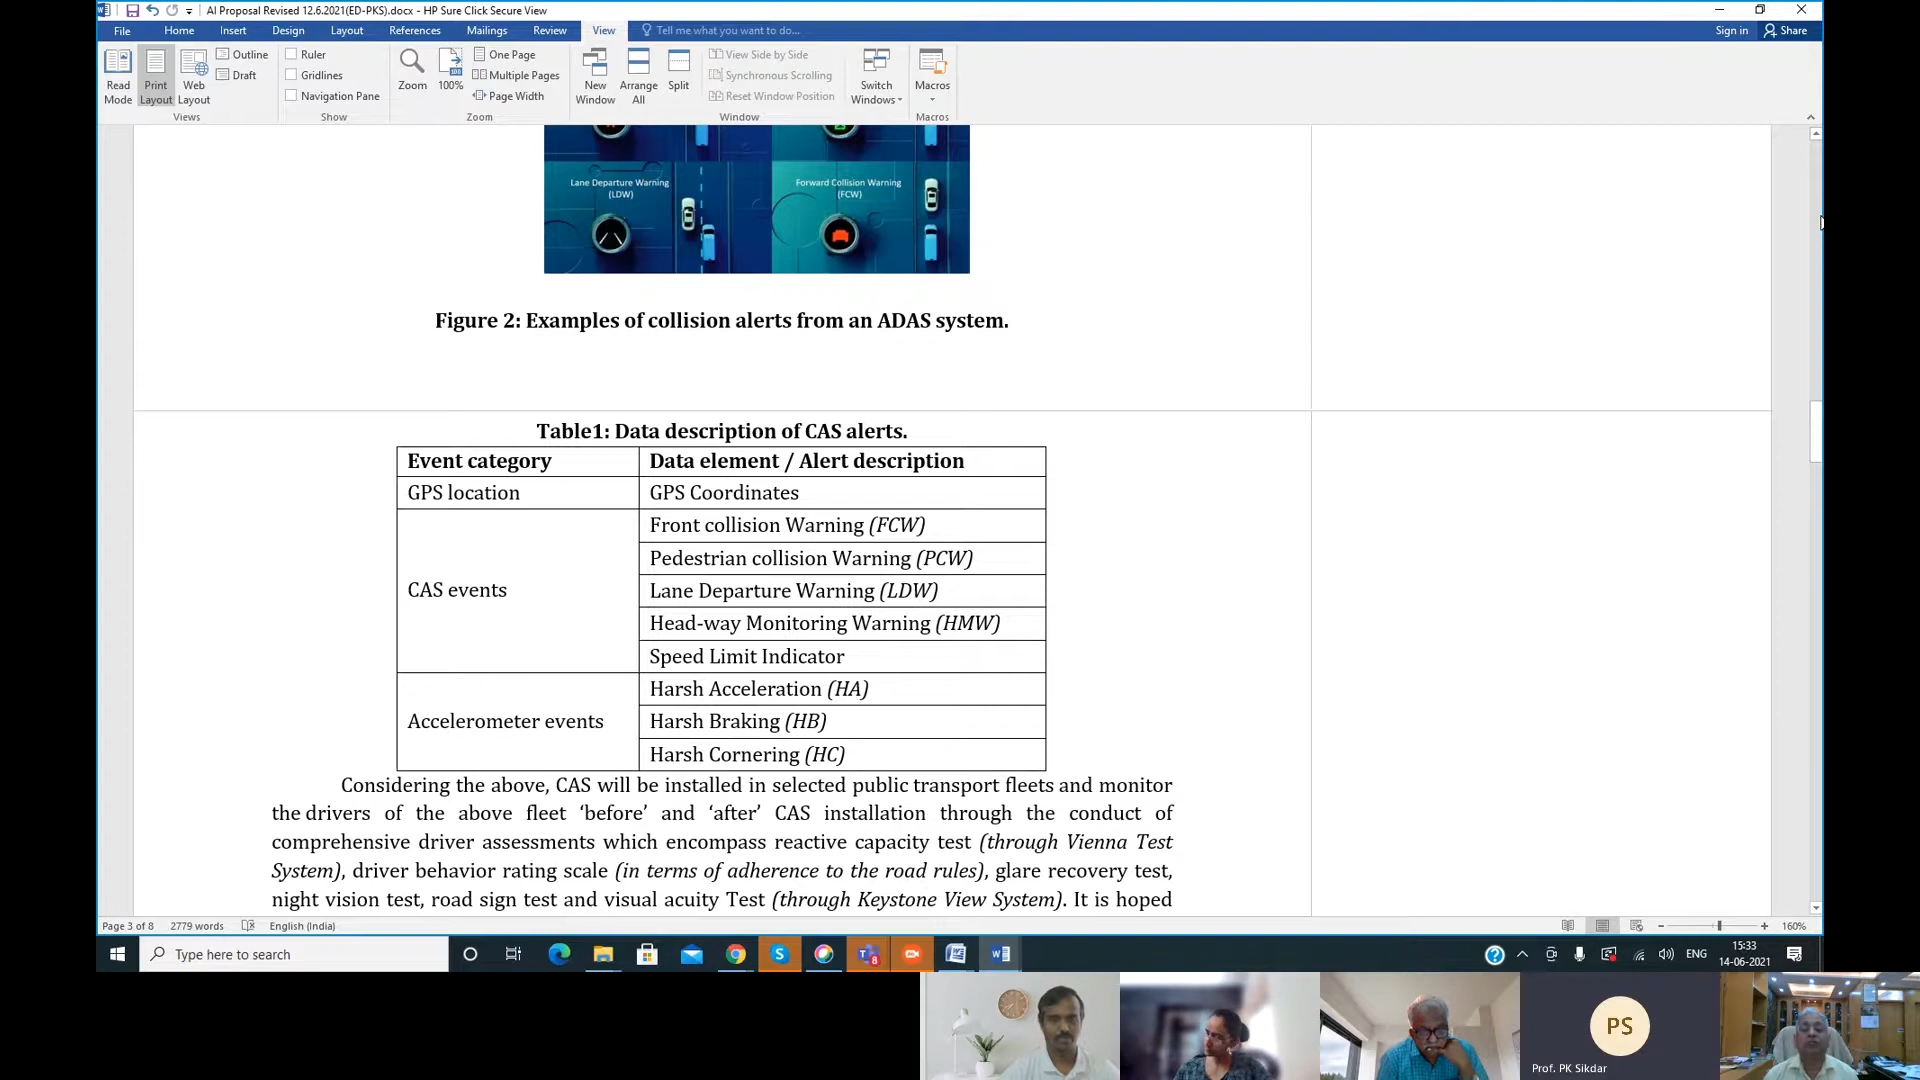 AI Proposal Revised 12.6.2021(ED-PKS).docx - HP Sure Click Secure View
File Home Insert Design Layout References Mailings Review View Tell me what you want to do... Sign in Share
Read Mode
Print Layout
Web Layout
Outline
Draft
Views
Ruler
Gridlines
Navigation Pane
Show
Zoom
100%
One Page
Multiple Pages
Page Width
Zoom
New Window
Arrange All
Split
View Side by Side
Synchronous Scrolling
Reset Window Position
Window
Switch Windows
Macros
Macros
Lane Departure Warning
(LDW)
Forward Collision Warning
(FCW)
Figure 2: Examples of collision alerts from an ADAS system.
Table1: Data description of CAS alerts.
Event category Data element / Alert description
GPS location GPS Coordinates
CAS events
Front collision Warning (FCW)
Pedestrian collision Warning (PCW)
Lane Departure Warning (LDW)
Head-way Monitoring Warning (HMW)
Speed Limit Indicator
Accelerometer events
Harsh Acceleration (HA)
Harsh Braking (HB)
Harsh Cornering (HC)
Considering the above, CAS will be installed in selected public transport fleets and monitor
the drivers of the above fleet ‘before’ and ‘after’ CAS installation through the conduct of
comprehensive driver assessments which encompass reactive capacity test (through Vienna Test
System), driver behavior rating scale (in terms of adherence to the road rules), glare recovery test,
night vision test, road sign test and visual acuity Test (through Keystone View System). It is hoped
Page 3 of 8 2779 words English (India) 160%
Type here to search
8
ENG
15:33
14-06-2021
PS
Prof. PK Sikdar